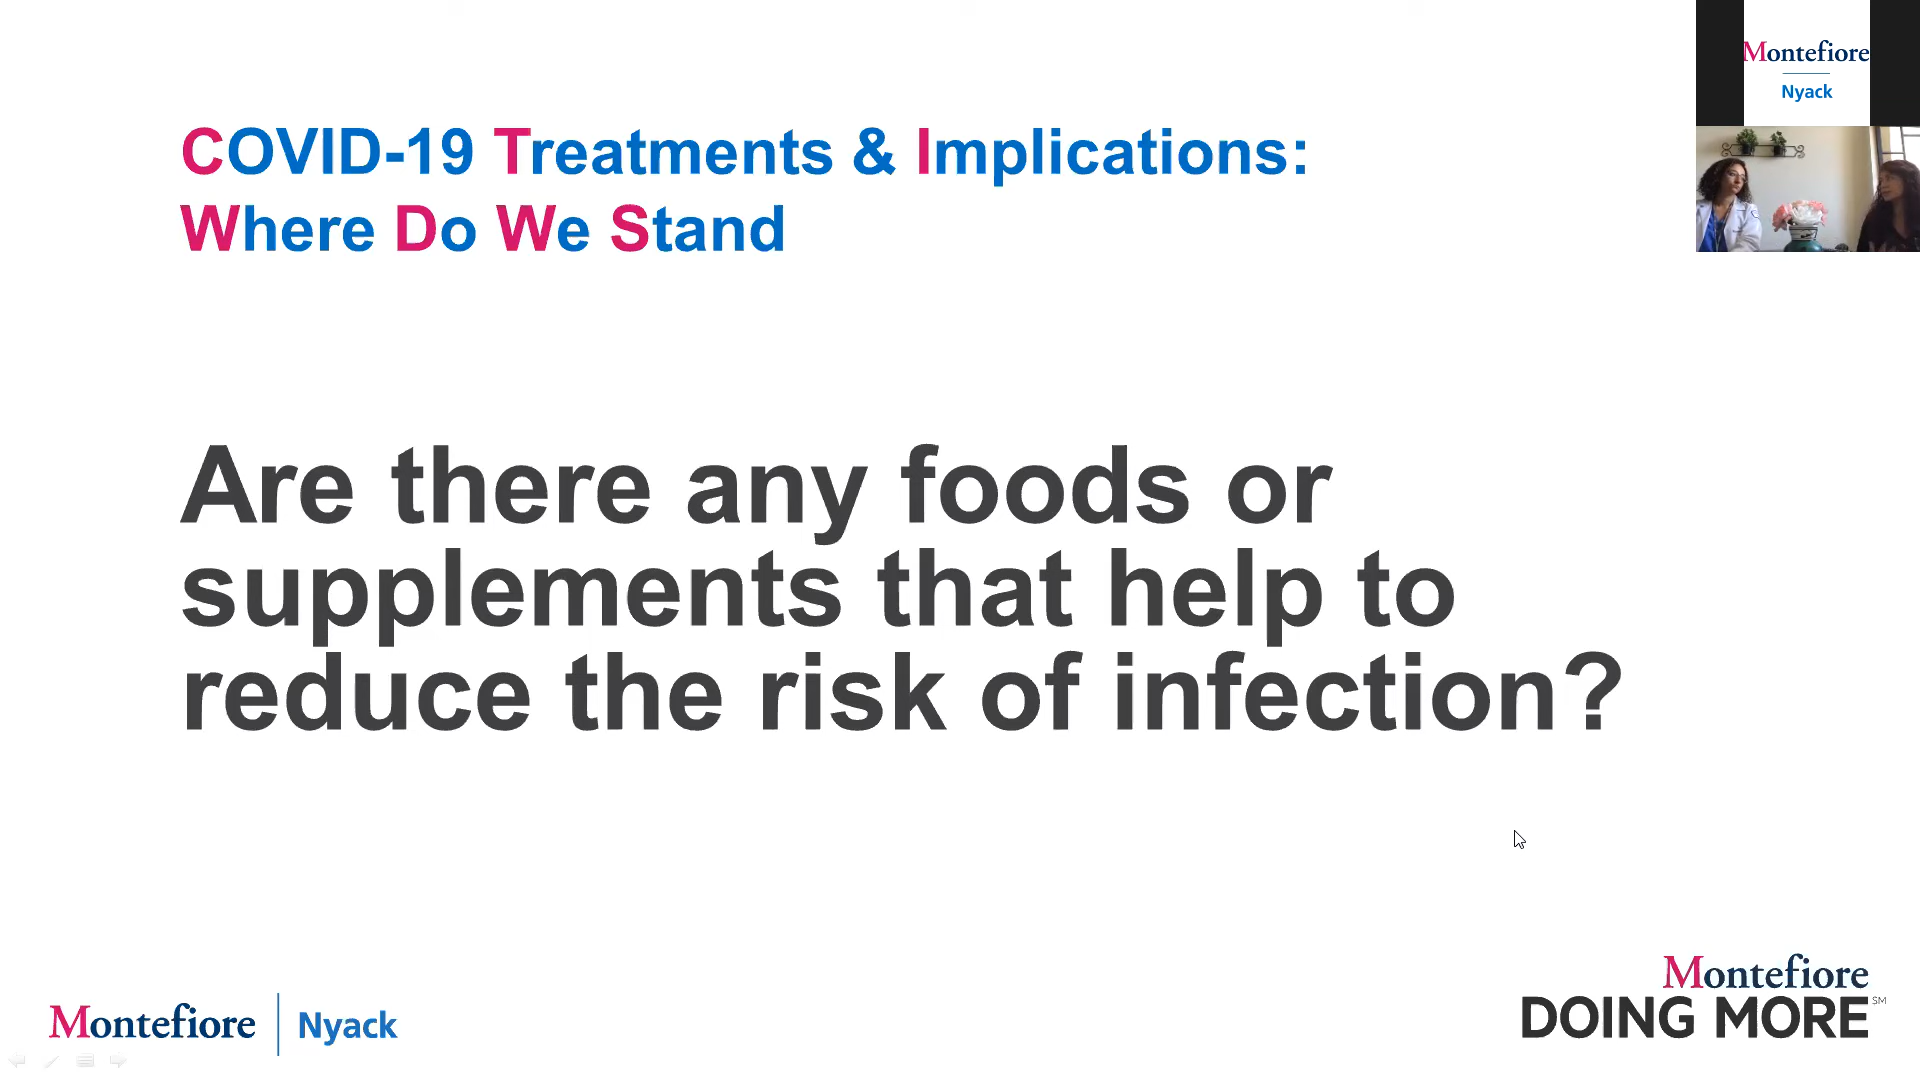 COVID-19 Treatments & Implications:
Where Do We Stand
Montefiore
Nyack
Are there any foods or
supplements that help to
reduce the risk of infection?
Montefiore Nyack
Montefiore
DOING MORE℠